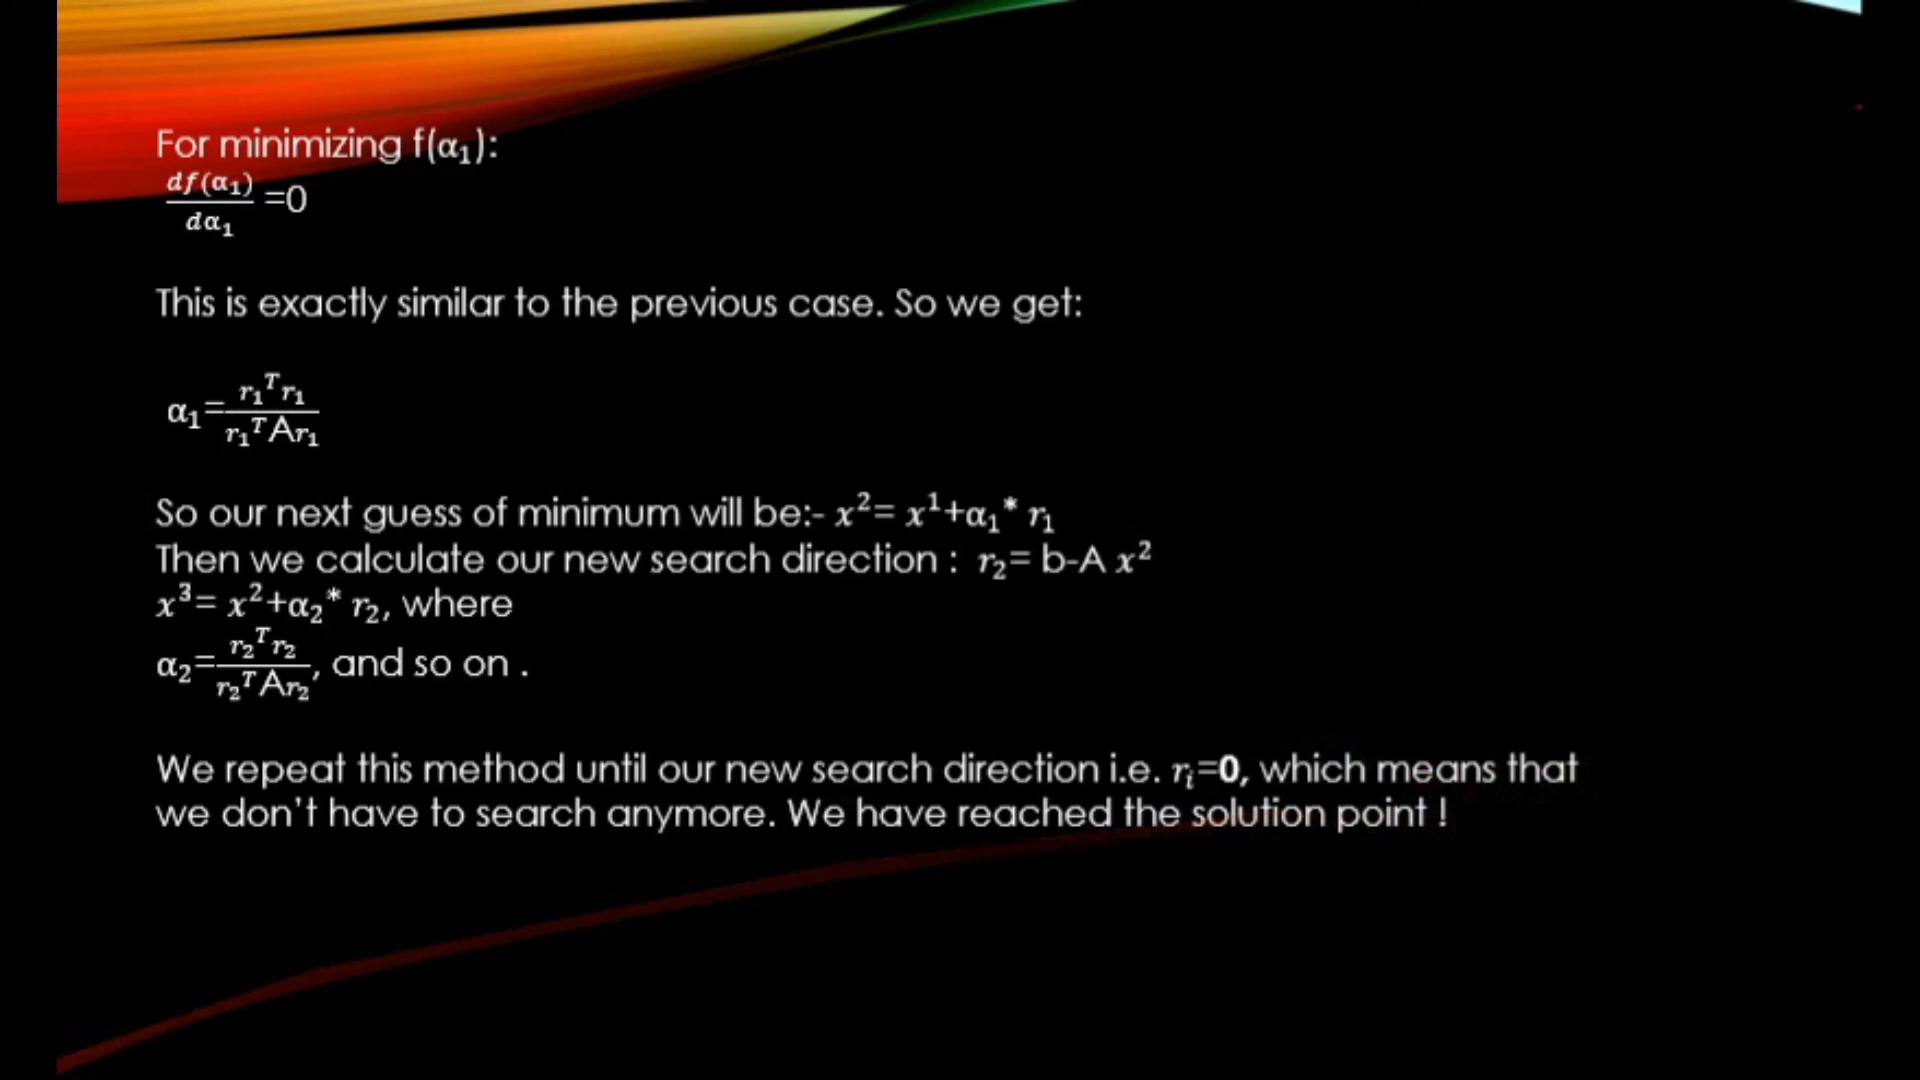 For minimizing f(α₁):
df(α₁)/dα₁ =0
This is exactly similar to the previous case. So we get:
α₁= r₁ᵀr₁ / r₁ᵀAr₁
So our next guess of minimum will be:- x²= x¹+α₁* r₁
Then we calculate our new search direction : r₂= b-A x²
x³= x²+α₂* r₂, where
α₂= r₂ᵀr₂ / r₂ᵀAr₂, and so on .
We repeat this method until our new search direction i.e. rᵢ=0, which means that
we don't have to search anymore. We have reached the solution point !